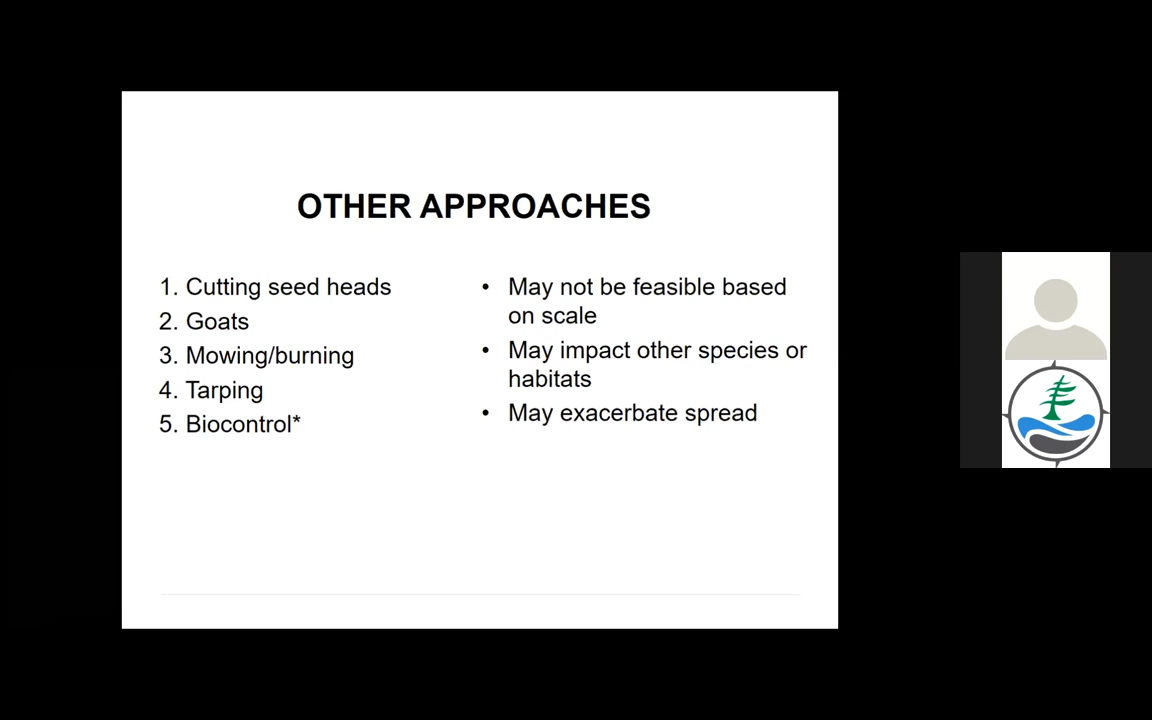 OTHER APPROACHES
1. Cutting seed heads
2. Goats
3. Mowing/burning
4. Tarping
5. Biocontrol*
• May not be feasible based
on scale
• May impact other species or
habitats
• May exacerbate spread